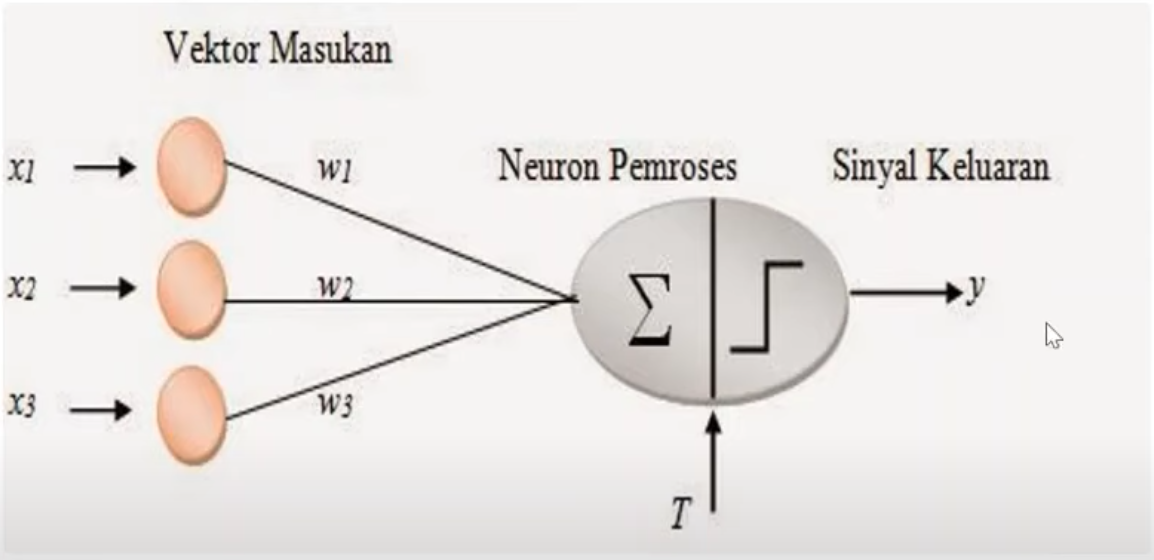 Vektor Masukan
x1
w1
Neuron Pemroses
Sinyal Keluaran
x2
w2
Σ
y
x3
w3
T